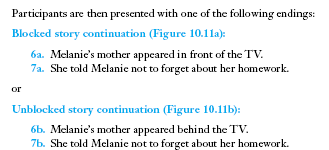 Participants are then presented with one of the following endings:
Blocked story continuation (Figure 10.11a):
6a. Melanie's mother appeared in front of the TV.
7a. She told Melanie not to forget about her homework.
or
Unblocked story continuation (Figure 10.11b):
6b. Melanie's mother appeared behind the TV.
7b. She told Melanie not to forget about her homework.